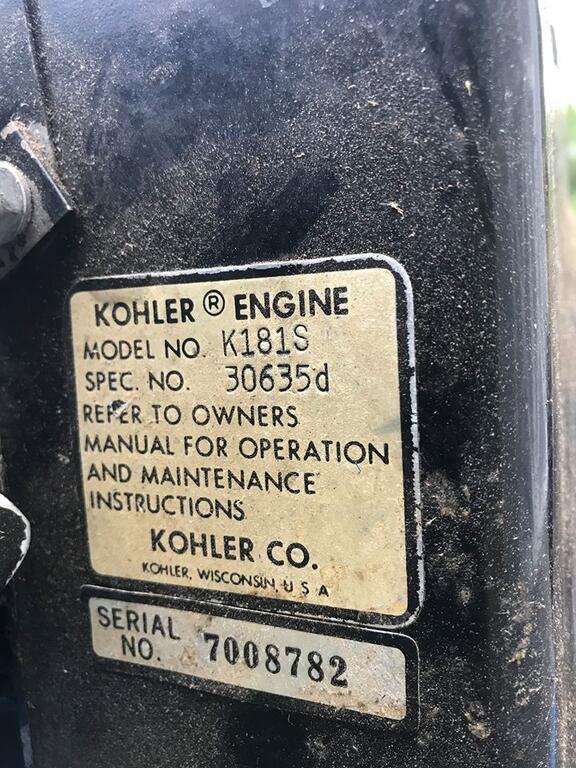 KOHLER ® ENGINE
MODEL NO. K181S
SPEC. NO. 30635d
REFER TO OWNERS
MANUAL FOR OPERATION
AND MAINTENANCE
INSTRUCTIONS
KOHLER CO.
KOHLER, WISCONSIN, U S A
SERIAL
NO. 7008782